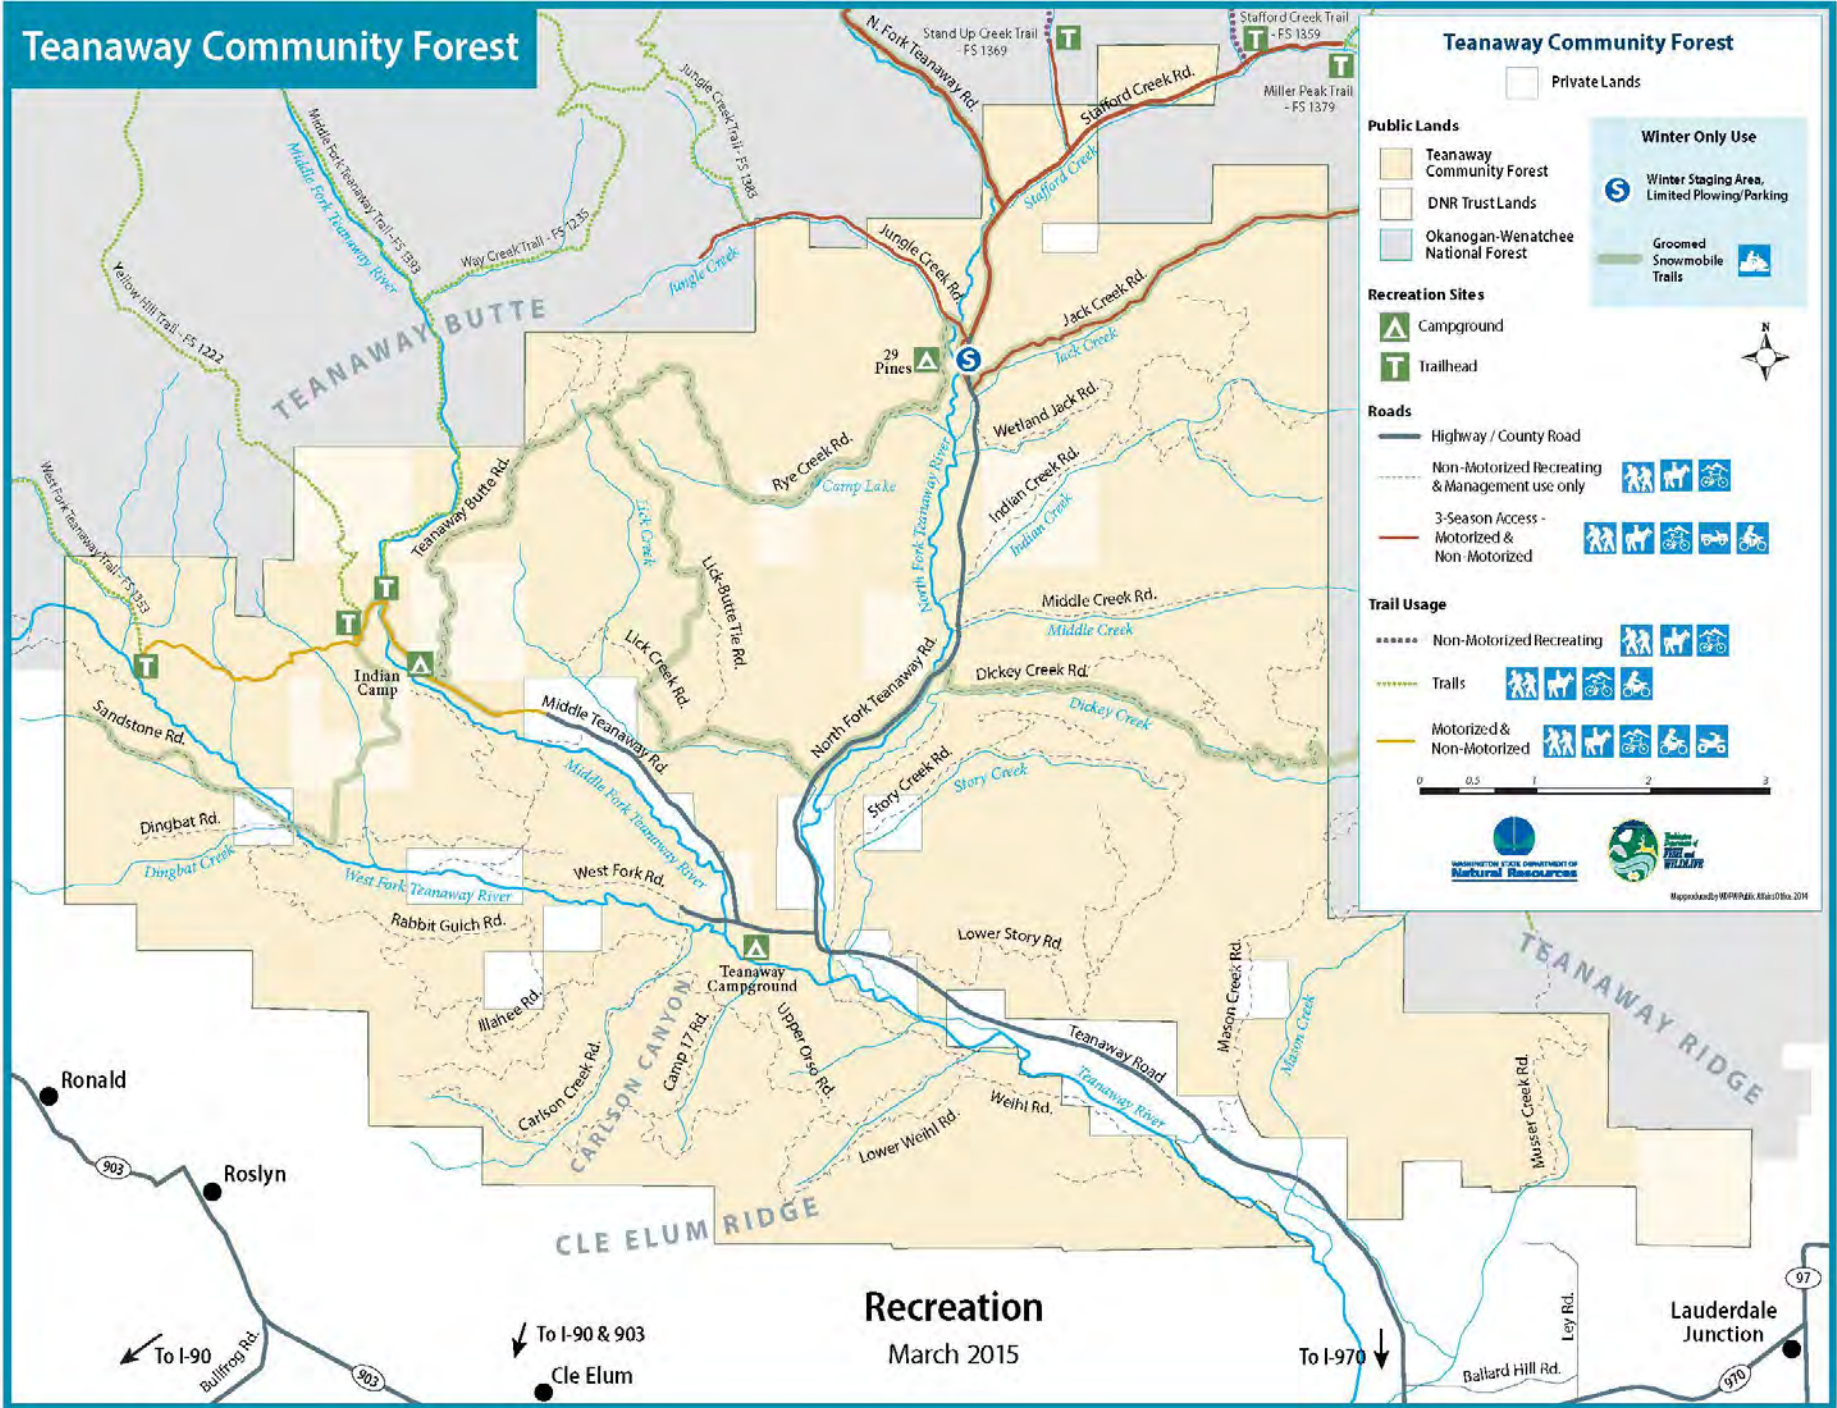 Teanaway Community Forest
N. Fork Teanaway Rd.
Stand Up Creek Trail
- FS 1369
T
Stafford Creek Trail
- FS 1359
T
T
Miller Peak Trail
- FS 1379
Stafford Creek Rd.
Stafford Creek
Jungle Creek Trail - FS 1383
Middle Fork Teanaway Trail - FS 1393
Middle Fork Teanaway River
Way Creek Trail - FS 1235
Jungle Creek
Jungle Creek Rd.
Yellow Hill Trail - FS 1222
TEANAWAY BUTTE
Jack Creek Rd.
Jack Creek
29
Pines
S
Wetland Jack Rd.
Rye Creek Rd.
Camp Lake
North Fork Teanaway River
Indian Creek Rd.
Indian Creek
West Fork Teanaway Trail - FS 1353
Teanaway Butte Rd.
Lick Creek
Lick-Butte Tie Rd.
Lick Creek Rd.
Middle Creek Rd.
Middle Creek
T
T
T
Indian
Camp
Dickey Creek Rd.
Dickey Creek
North Fork Teanaway Rd.
Middle Teanaway Rd.
Sandstone Rd.
Middle Fork Teanaway River
Story Creek Rd.
Story Creek
Dingbat Rd.
Dingbat Creek
West Fork Teanaway River
West Fork Rd.
Rabbit Gulch Rd.
Teanaway
Campground
Lower Story Rd.
Mason Creek Rd.
Mason Creek
Illahee Rd.
Carlson Creek Rd.
CARLSON CANYON
Camp 17 Rd.
Upper Orso Rd.
Teanaway Road
Teanaway River
Weihl Rd.
Lower Weihl Rd.
Musser Creek Rd.
TEANAWAY RIDGE
CLE ELUM RIDGE
Ronald
903
Roslyn
To I-90
Bullfrog Rd.
903
To I-90 & 903
Cle Elum
Recreation
March 2015
To I-970
Ley Rd.
Ballard Hill Rd.
Lauderdale
Junction
97
970
Teanaway Community Forest
Private Lands
Public Lands
Teanaway
Community Forest
DNR Trust Lands
Okanogan-Wenatchee
National Forest
Winter Only Use
S
Winter Staging Area,
Limited Plowing/Parking
Groomed
Snowmobile
Trails
Recreation Sites
Campground
T
Trailhead
N
Roads
Highway / County Road
Non-Motorized Recreating
& Management use only
3-Season Access -
Motorized &
Non-Motorized
Trail Usage
Non-Motorized Recreating
Trails
Motorized &
Non-Motorized
0 0.5 1 2 3
WASHINGTON STATE DEPARTMENT OF
Natural Resources
Washington
Department of
FISH and
WILDLIFE
Map produced by WDFW Public Affairs Office 2014